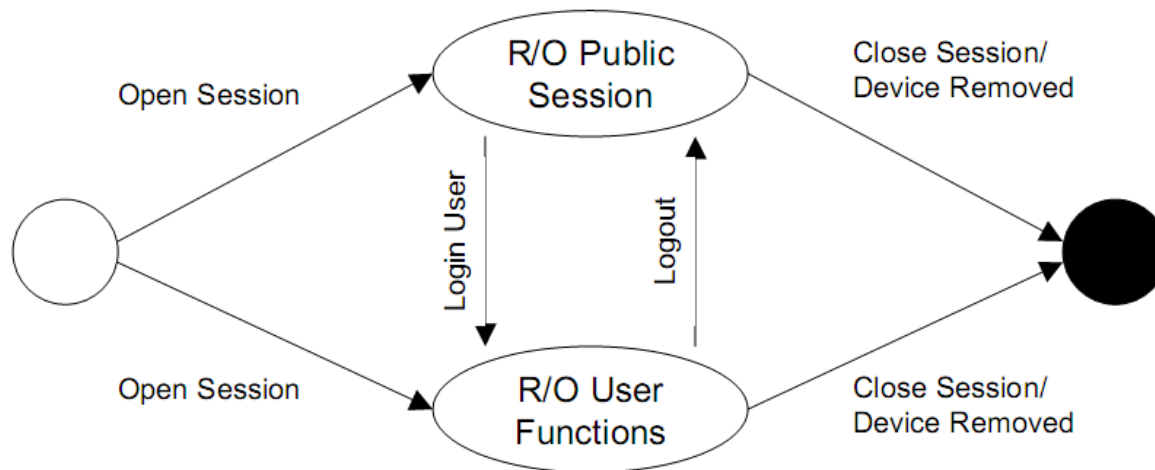 R/O Public
Session
Close Session/
Device Removed
Open Session
Login User
Logout
Open Session
R/O User
Functions
Close Session/
Device Removed